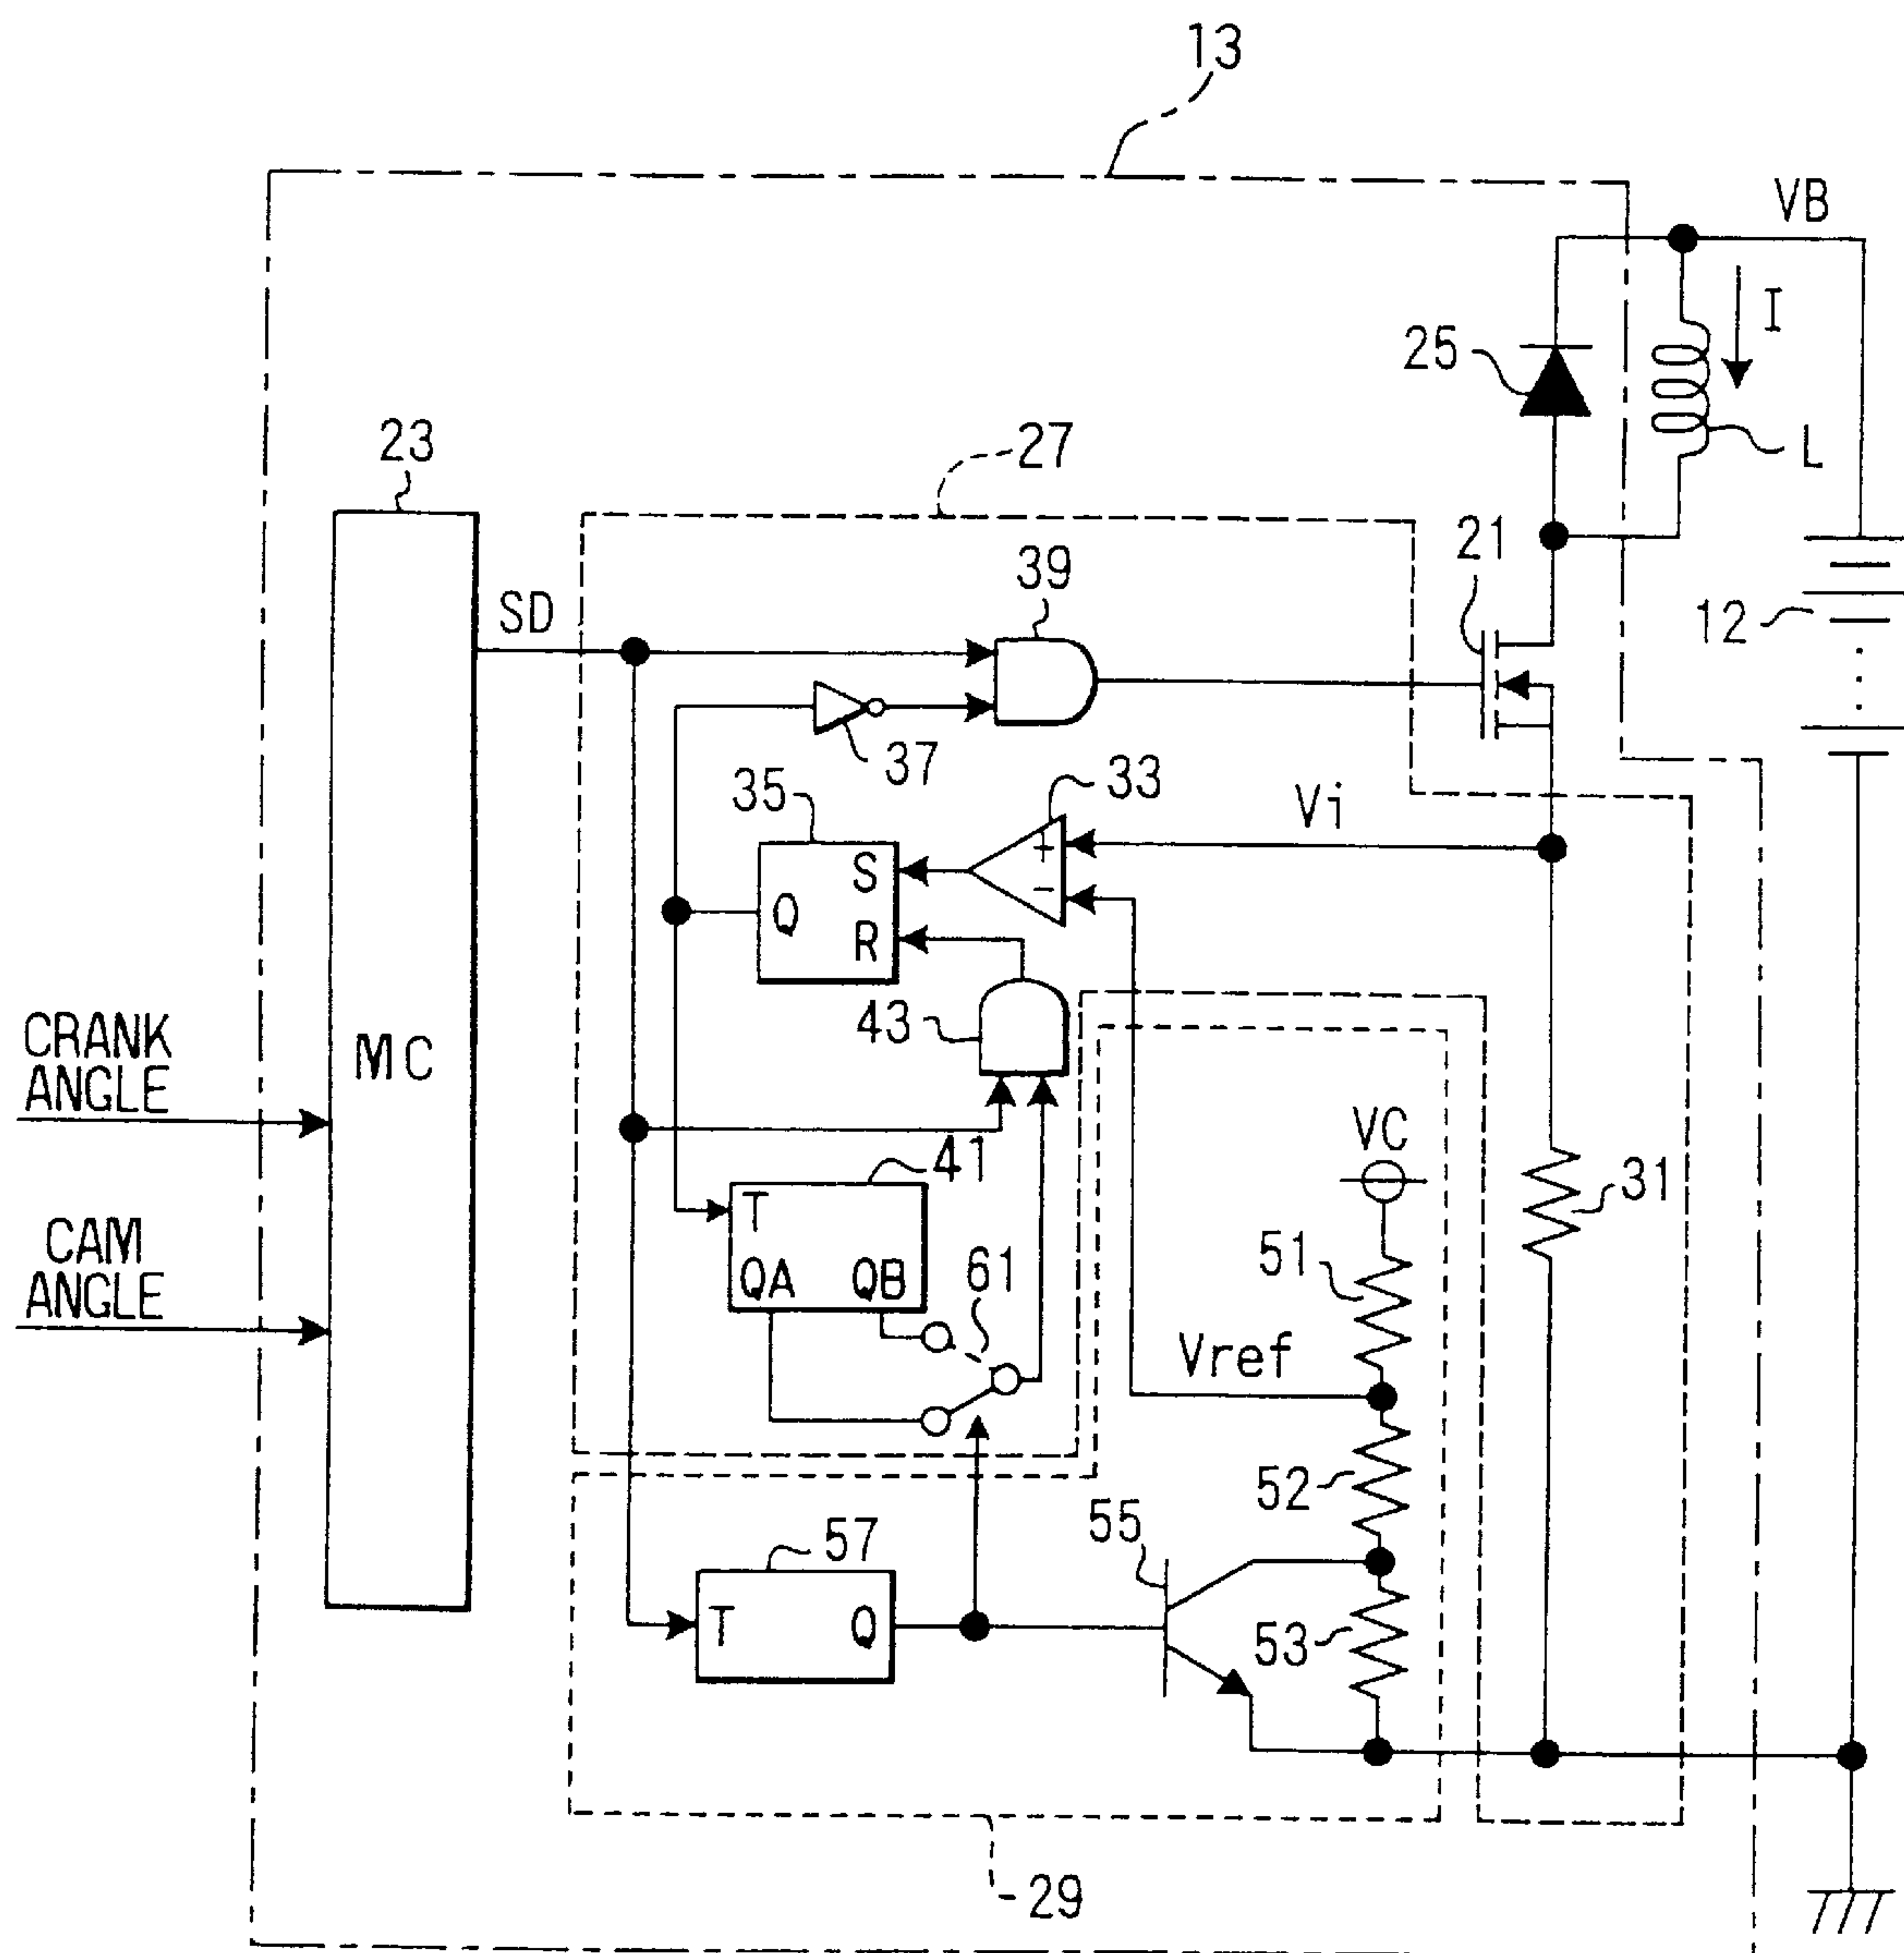 13
VB
I
25
L
23
27
21
39
12
SD
37
35
33
Vi
S
+
-
Q
R
43
CRANK
ANGLE
MC
VC
41
31
T
CAM
ANGLE
QA QB
61
51
Vref
52
55
57
T Q
53
29